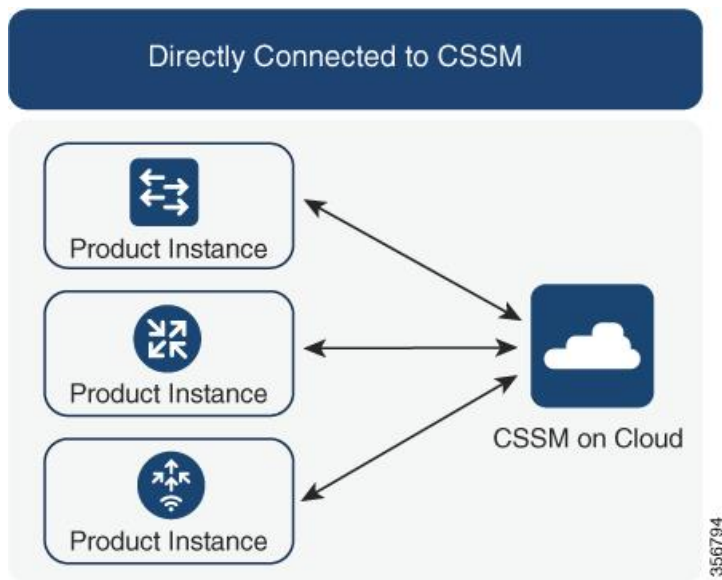 Directly Connected to CSSM
Product Instance
Product Instance
CSSM on Cloud
Product Instance
356794